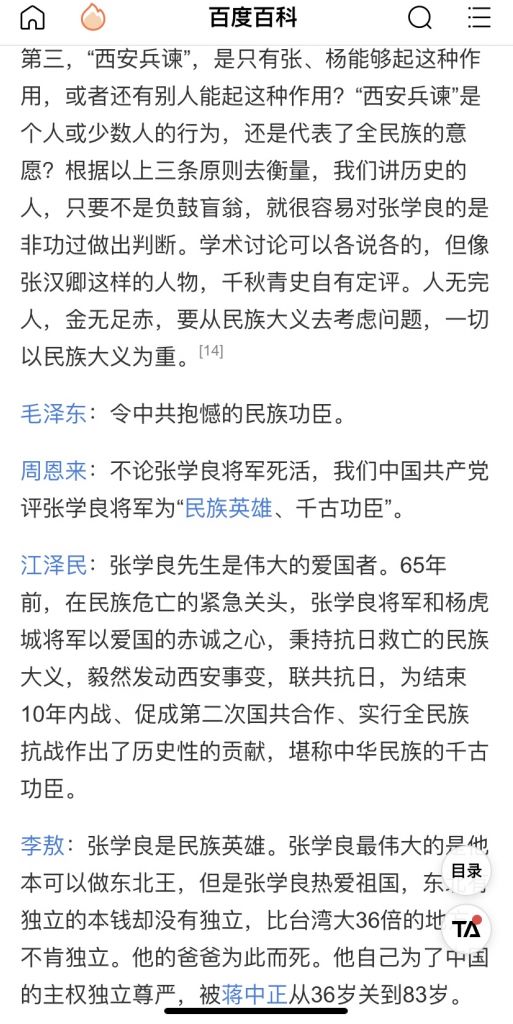 百度百科
第三，“西安兵谏”，是只有张、杨能够起这种作
用，或者还有别人能起这种作用？“西安兵谏”是
个人或少数人的行为，还是代表了全民族的意
愿？根据以上三条原则去衡量，我们讲历史的
人，只要不是负鼓盲翁，就很容易对张学良的是
非功过做出判断。学术讨论可以各说各的，但像
张汉卿这样的人物，千秋青史自有定评。人无完
人，金无足赤，要从民族大义去考虑问题，一切
以民族大义为重。[14]
毛泽东：令中共抱憾的民族功臣。
周恩来：不论张学良将军死活，我们中国共产党
评张学良将军为“民族英雄、千古功臣”。
江泽民：张学良先生是伟大的爱国者。65年
前，在民族危亡的紧急关头，张学良将军和杨虎
城将军以爱国的赤诚之心，秉持抗日救亡的民族
大义，毅然发动西安事变，联共抗日，为结束
10年内战、促成第二次国共合作、实行全民族
抗战作出了历史性的贡献，堪称中华民族的千古
功臣。
李敖：张学良是民族英雄。张学良最伟大的是他
本可以做东北王，但是张学良热爱祖国，东北有
独立的本钱却没有独立，比台湾大36倍的地
不肯独立。他的爸爸为此而死。他自己为了中国
的主权独立尊严，被蒋中正从36岁关到83岁。
目录
TA